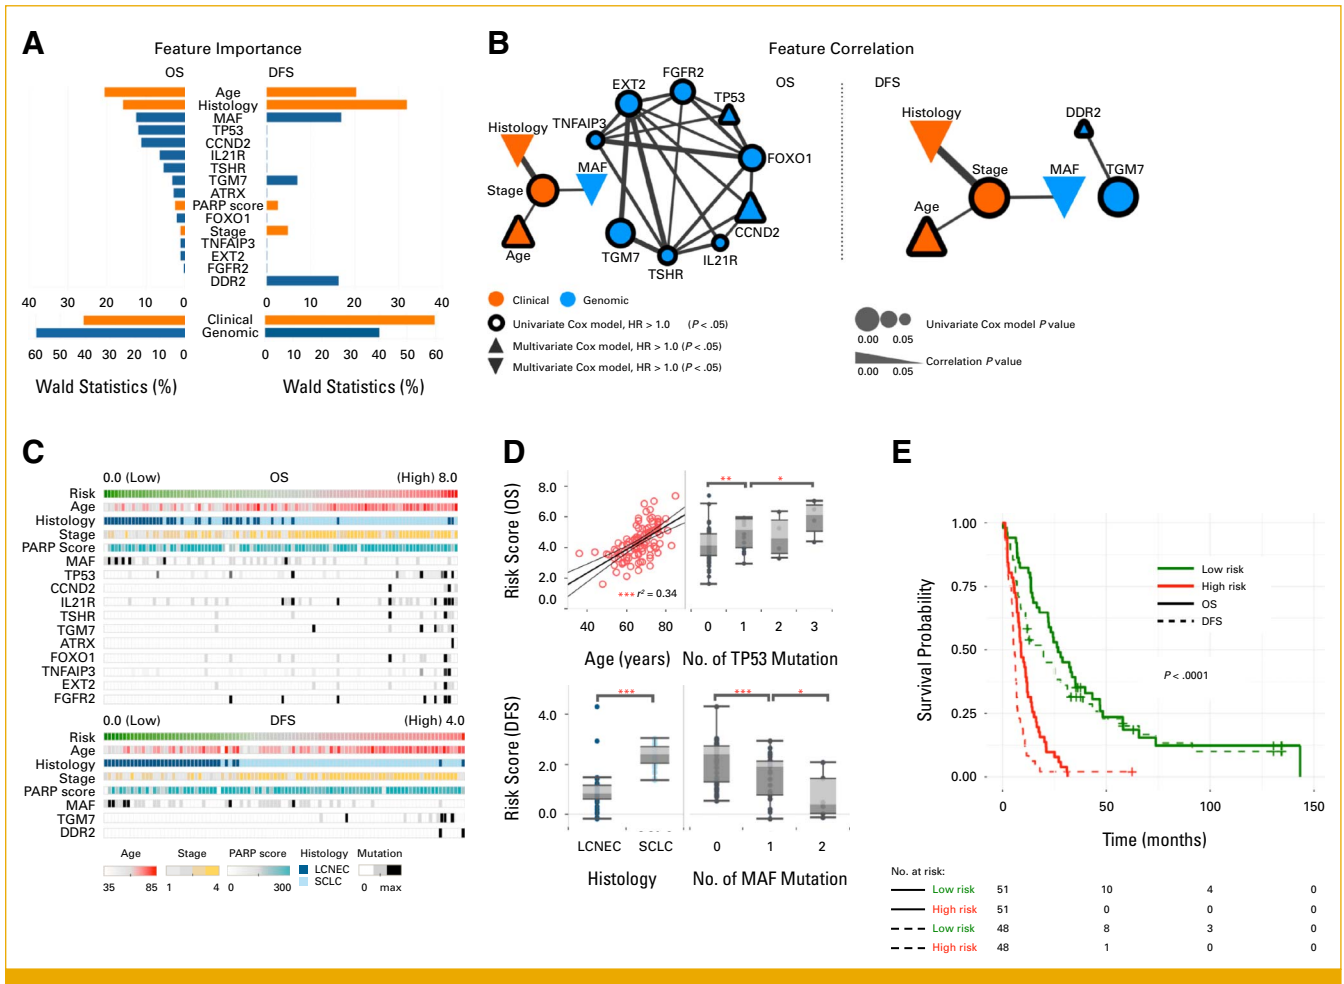 A
Feature Importance
OS
DFS
Age
Histology
MAF
TP53
CCND2
IL21R
TSHR
TGM7
ATRX
PARP score
FOXO1
Stage
TNFAIP3
EXT2
FGFR2
DDR2
40 30 20 10 0
0 10 20 30 40
Clinical
Genomic
60 50 40 30 20 10 0
0 10 20 30 40 50 60
Wald Statistics (%)
Wald Statistics (%)
B
Feature Correlation
OS
DFS
FGFR2
EXT2
TP53
TNFAIP3
Histology
FOXO1
MAF
Stage
CCND2
Age
TGM7
IL21R
TSHR
Histology
DDR2
Stage
MAF
TGM7
Age
Clinical
Genomic
Univariate Cox model, HR > 1.0 (P < .05)
Multivariate Cox model, HR > 1.0 (P < .05)
Multivariate Cox model, HR > 1.0 (P < .05)
Univariate Cox model P value
0.00 0.05
Correlation P value
0.00 0.05
C
0.0 (Low) OS (High) 8.0
Risk
Age
Histology
Stage
PARP Score
MAF
TP53
CCND2
IL21R
TSHR
TGM7
ATRX
FOXO1
TNFAIP3
EXT2
FGFR2
0.0 (Low) DFS (High) 4.0
Risk
Age
Histology
Stage
PARP score
MAF
TGM7
DDR2
Age Stage PARP score Histology Mutation
LCNEC
SCLC
35 85 1 4 0 300 0 max
D
Risk Score (OS)
8.0
6.0
4.0
2.0
0.0
*** r² = 0.34
** *
40 60 80
0 1 2 3
Age (years) No. of TP53 Mutation
Risk Score (DFS)
4.0
2.0
0.0
***
*** *
LCNEC SCLC
0 1 2
Histology No. of MAF Mutation
E
Survival Probability
1.00
0.75
0.50
0.25
0.00
Low risk
High risk
OS
DFS
P < .0001
0 50 100 150
Time (months)
No. at risk:
Low risk 51 10 4 0
High risk 51 0 0 0
Low risk 48 8 3 0
High risk 48 1 0 0